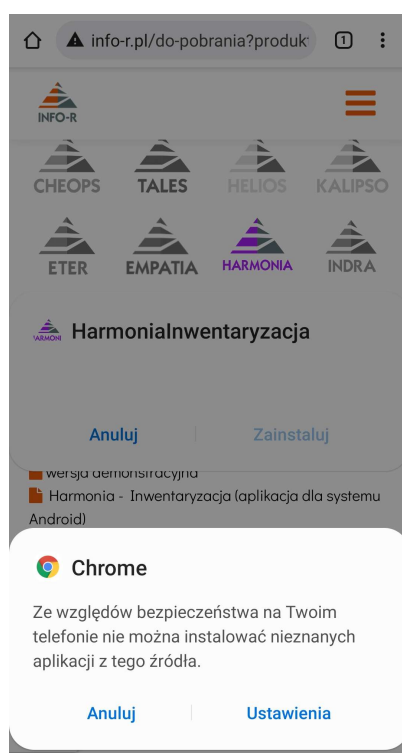 info-r.pl/do-pobrania?produkt
1
INFO-R
CHEOPS TALES HELIOS KALIPSO
ETER EMPATIA HARMONIA INDRA
HarmoniaInwentaryzacja
Anuluj Zainstaluj
wersja demonstracyjna
Harmonia - Inwentaryzacja (aplikacja dla systemu
Android)
Chrome
Ze względów bezpieczeństwa na Twoim
telefonie nie można instalować nieznanych
aplikacji z tego źródła.
Anuluj Ustawienia